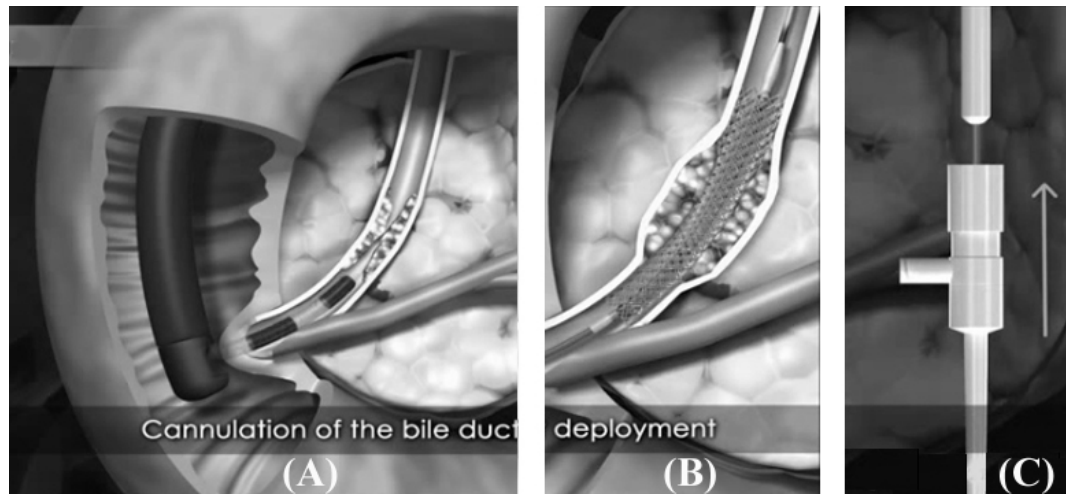 Cannulation of the bile duct
deployment
(A)
(B)
(C)